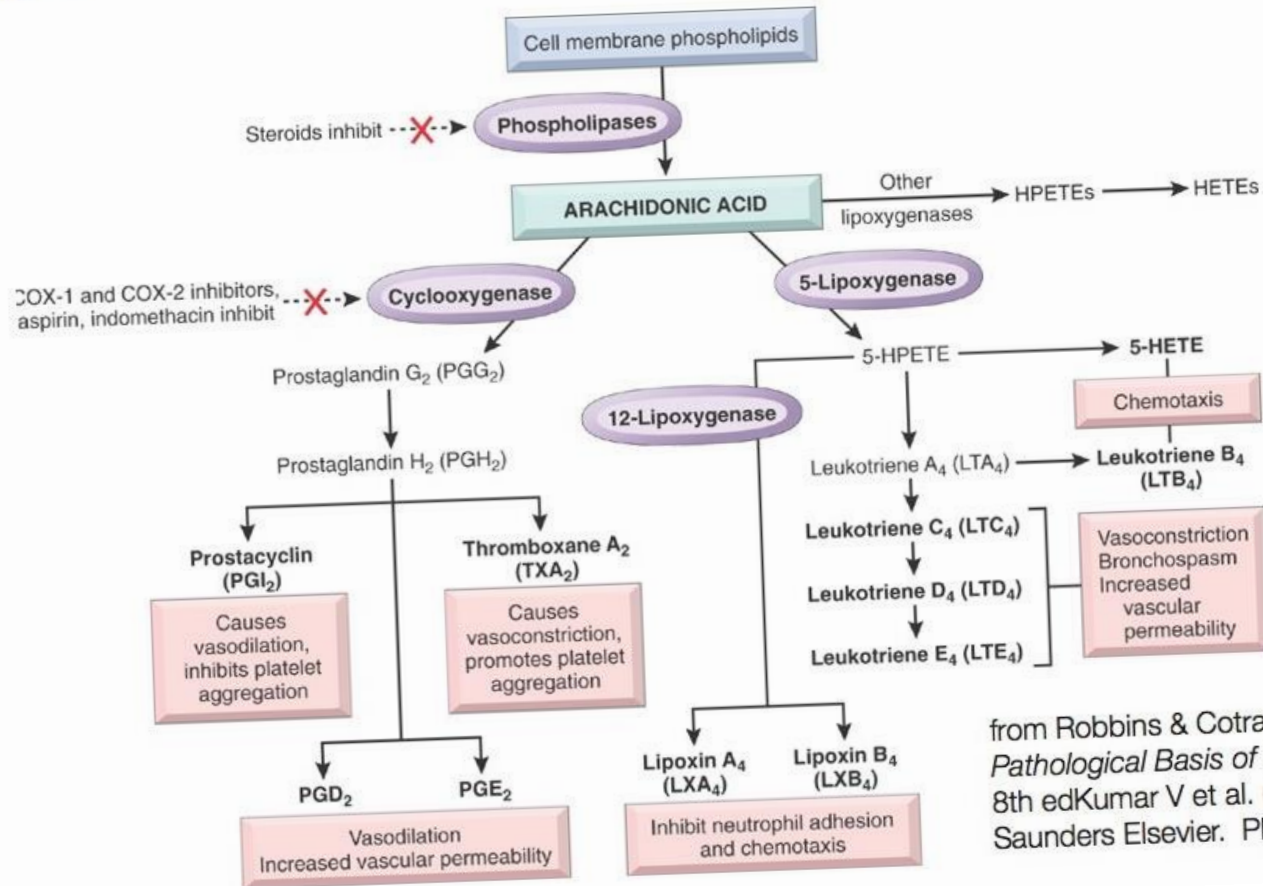 Cell membrane phospholipids
Steroids inhibit
Phospholipases
ARACHIDONIC ACID
Other
lipoxygenases
HPETEs
HETEs
COX-1 and COX-2 inhibitors,
aspirin, indomethacin inhibit
Cyclooxygenase
5-Lipoxygenase
Prostaglandin G₂ (PGG₂)
5-HPETE
5-HETE
Chemotaxis
12-Lipoxygenase
Prostaglandin H₂ (PGH₂)
Leukotriene A₄ (LTA₄)
Leukotriene B₄
(LTB₄)
Prostacyclin
(PGI₂)
Thromboxane A₂
(TXA₂)
Leukotriene C₄ (LTC₄)
Leukotriene D₄ (LTD₄)
Leukotriene E₄ (LTE₄)
Vasoconstriction
Bronchospasm
Increased
vascular
permeability
Causes
vasodilation,
inhibits platelet
aggregation
Causes
vasoconstriction,
promotes platelet
aggregation
PGD₂
PGE₂
Vasodilation
Increased vascular permeability
Lipoxin A₄
(LXA₄)
Lipoxin B₄
(LXB₄)
Inhibit neutrophil adhesion
and chemotaxis
from Robbins & Cotra
Pathological Basis of
8th edKumar V et al.
Saunders Elsevier.